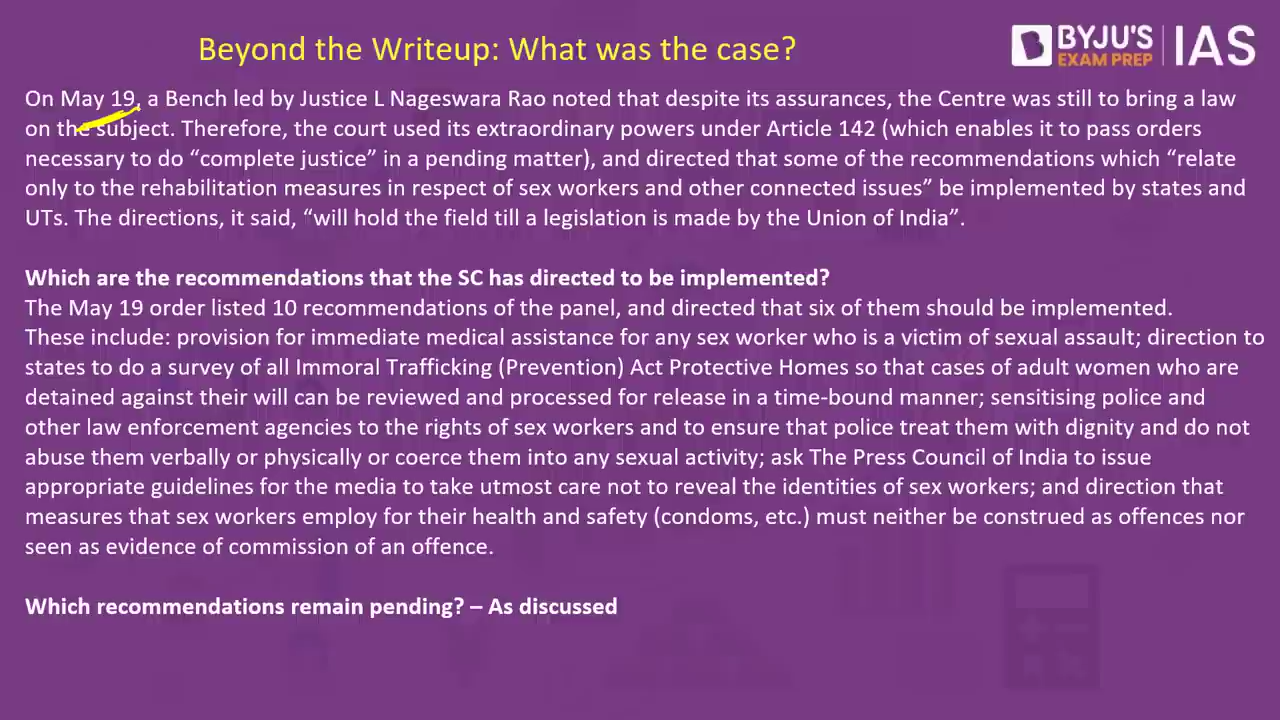 Beyond the Writeup: What was the case?
BYJU'S
EXAM PREP
IAS
On May 19, a Bench led by Justice L Nageswara Rao noted that despite its assurances, the Centre was still to bring a law
on the subject. Therefore, the court used its extraordinary powers under Article 142 (which enables it to pass orders
necessary to do “complete justice” in a pending matter), and directed that some of the recommendations which “relate
only to the rehabilitation measures in respect of sex workers and other connected issues” be implemented by states and
UTs. The directions, it said, “will hold the field till a legislation is made by the Union of India”.
Which are the recommendations that the SC has directed to be implemented?
The May 19 order listed 10 recommendations of the panel, and directed that six of them should be implemented.
These include: provision for immediate medical assistance for any sex worker who is a victim of sexual assault; direction to
states to do a survey of all Immoral Trafficking (Prevention) Act Protective Homes so that cases of adult women who are
detained against their will can be reviewed and processed for release in a time-bound manner; sensitising police and
other law enforcement agencies to the rights of sex workers and to ensure that police treat them with dignity and do not
abuse them verbally or physically or coerce them into any sexual activity; ask The Press Council of India to issue
appropriate guidelines for the media to take utmost care not to reveal the identities of sex workers; and direction that
measures that sex workers employ for their health and safety (condoms, etc.) must neither be construed as offences nor
seen as evidence of commission of an offence.
Which recommendations remain pending? – As discussed